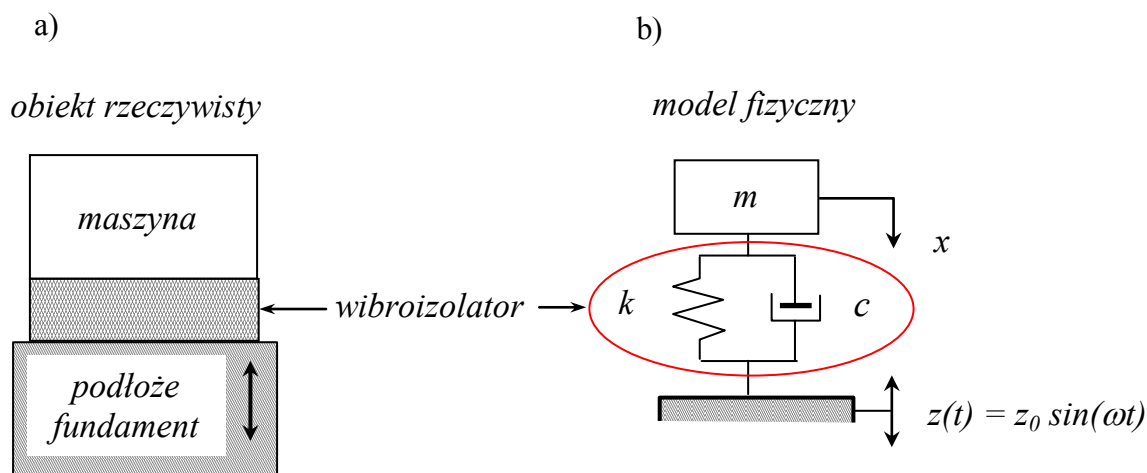 a)
obiekt rzeczywisty
maszyna
wibroizolator
podłoże
fundament
b)
model fizyczny
m
x
k
c
z(t) = z₀ sin(ωt)